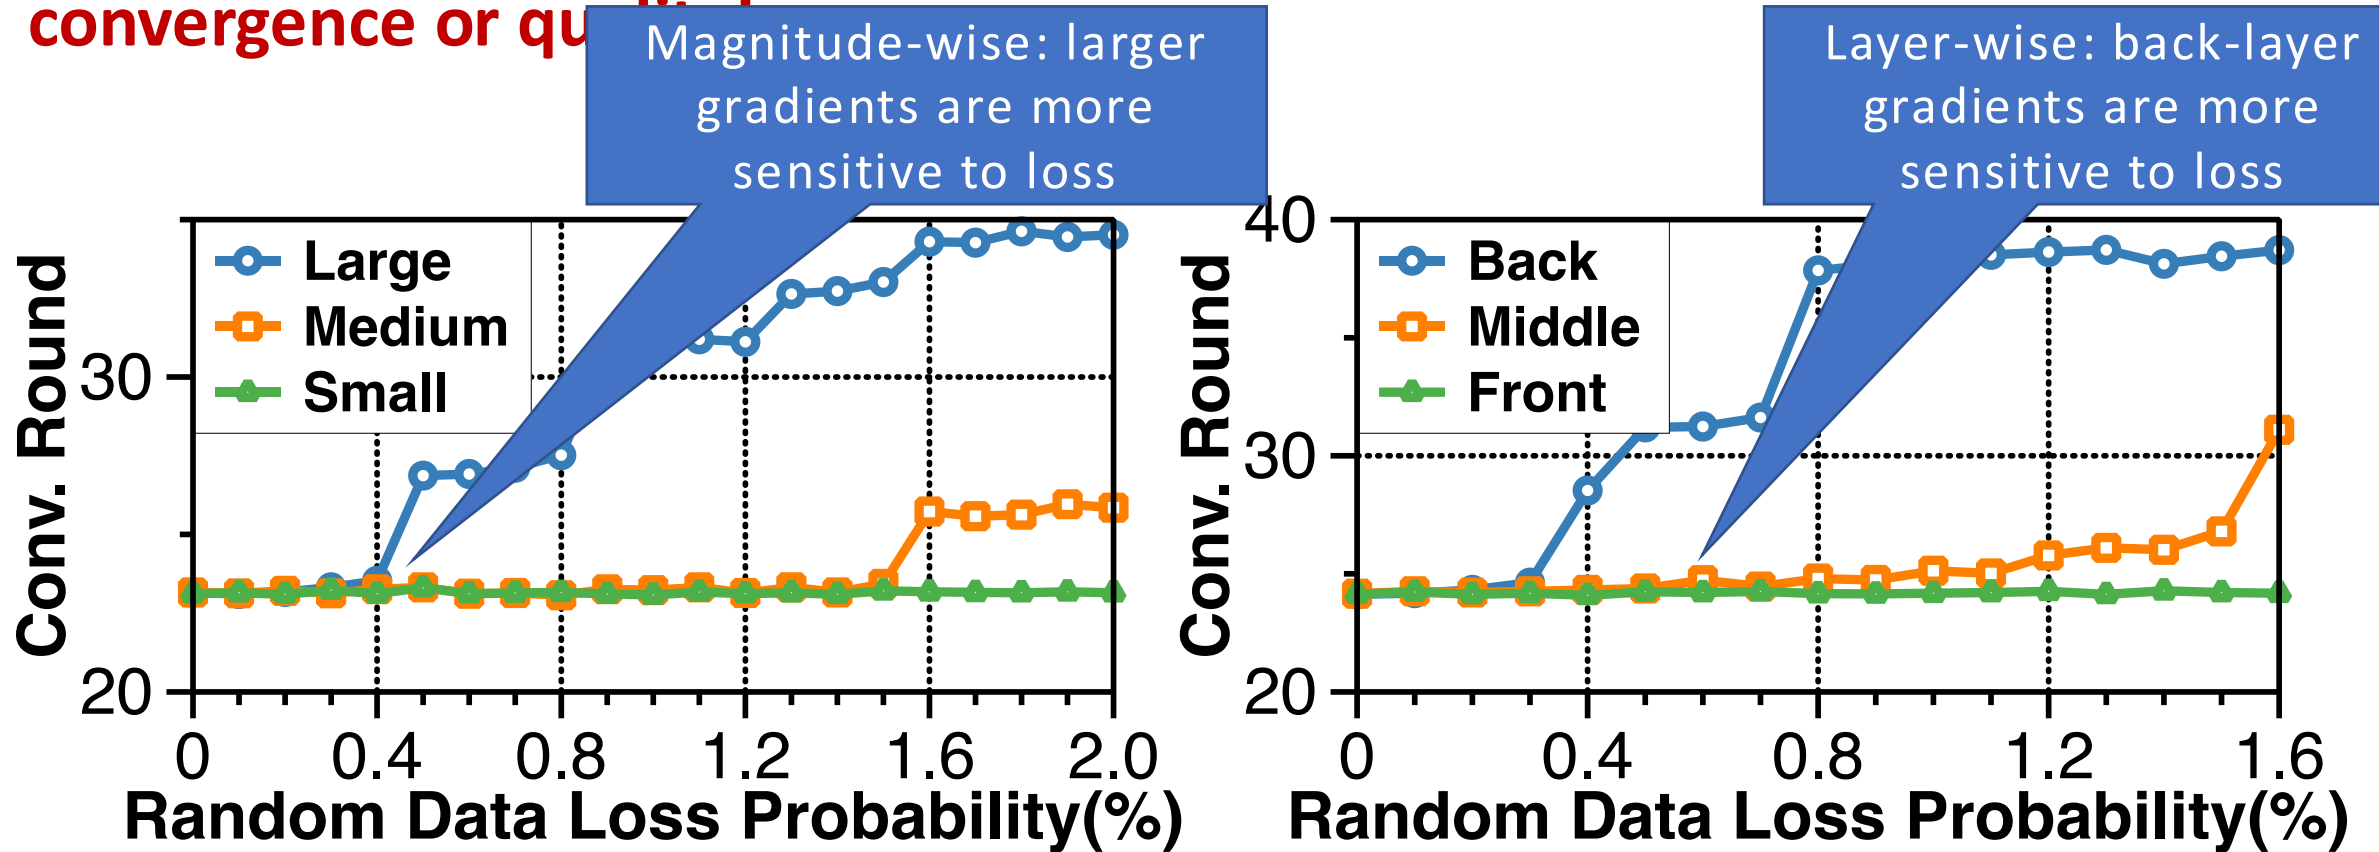 convergence or
Magnitude-wise: larger
gradients are more
sensitive to loss
Layer-wise: back-layer
gradients are more
sensitive to loss
Conv. Round
30
20
Large
Medium
Small
0 0.4 0.8 1.2 1.6 2.0
Random Data Loss Probability(%)
Conv. Round
40
30
20
Back
Middle
Front
0 0.4 0.8 1.2 1.6
Random Data Loss Probability(%)